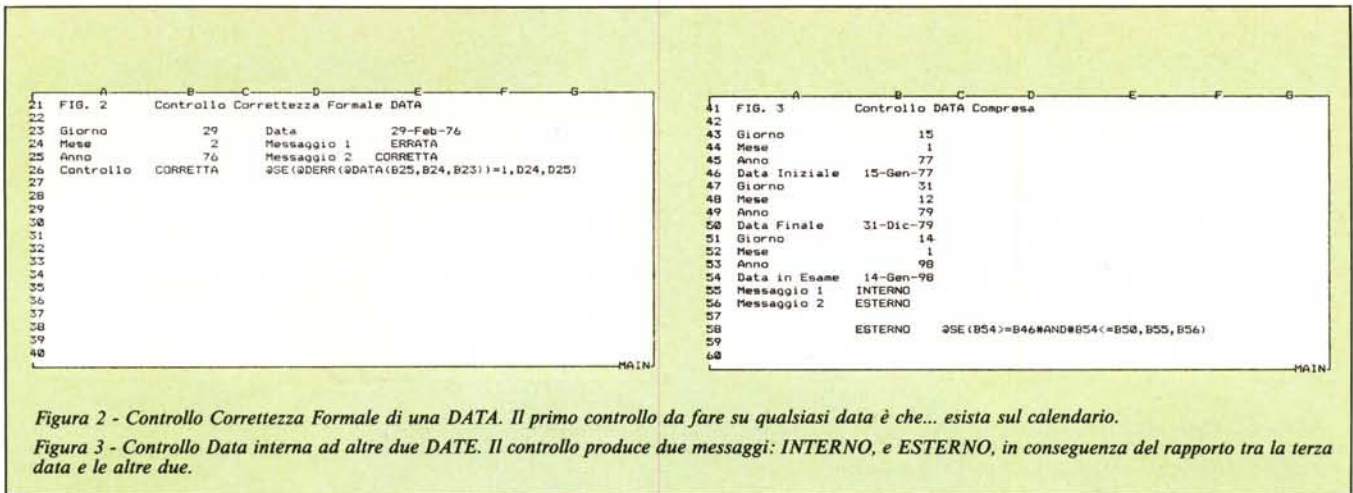 A B C D E F G
21 FIG. 2 Controllo Correttezza Formale DATA
22
23 Giorno 29 Data 29-Feb-76
24 Mese 2 Messaggio 1 ERRATA
25 Anno 76 Messaggio 2 CORRETTA
26 Controllo CORRETTA @SE(@DERR(@DATA(B25,B24,B23))=1,D24,D25)
27
28
29
30
31
32
33
34
35
36
37
38
39
40
MAIN
A B C D E F G
41 FIG. 3 Controllo DATA Compresa
42
43 Giorno 15
44 Mese 1
45 Anno 77
46 Data Iniziale 15-Gen-77
47 Giorno 31
48 Mese 12
49 Anno 79
50 Data Finale 31-Dic-79
51 Giorno 14
52 Mese 1
53 Anno 98
54 Data in Esame 14-Gen-98
55 Messaggio 1 INTERNO
56 Messaggio 2 ESTERNO
57
58 ESTERNO @SE(B54>=B46#AND#B54<=B50,B55,B56)
59
60
MAIN
Figura 2 - Controllo Correttezza Formale di una DATA. Il primo controllo da fare su qualsiasi data è che... esista sul calendario.
Figura 3 - Controllo Data interna ad altre due DATE. Il controllo produce due messaggi: INTERNO, e ESTERNO, in conseguenza del rapporto tra la terza
data e le altre due.